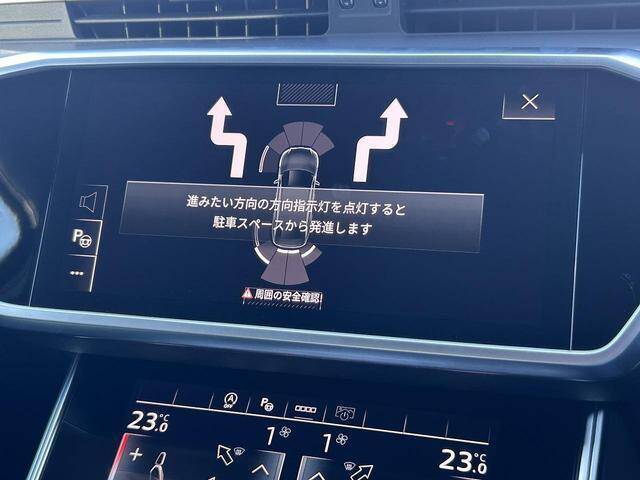 進みたい方向の方向指示灯を点灯すると
駐車スペースから発進します
P
周囲の安全確認
A
OFF
P
23.0°C
1
1
23.0°C
+